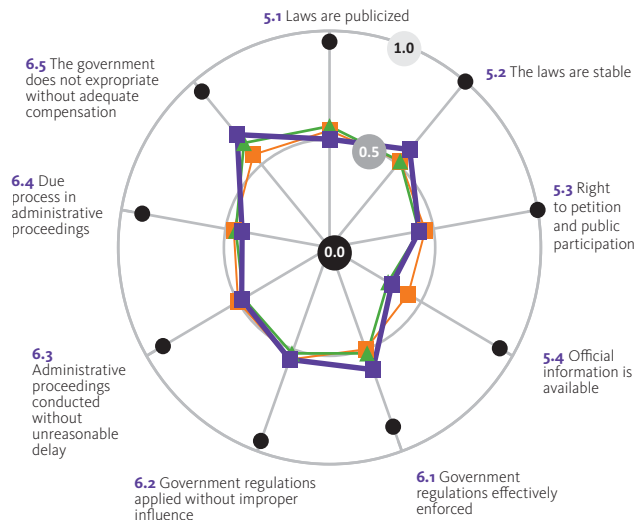 5.1 Laws are publicized
1.0
5.2 The laws are stable
0.5
5.3 Right
to petition
and public
participation
0.0
5.4 Official
information is
available
6.1 Government
regulations effectively
enforced
6.2 Government regulations
applied without improper
influence
6.3
Administrative
proceedings
conducted
without
unreasonable
delay
6.4 Due
process in
administrative
proceedings
6.5 The government
does not expropriate
without adequate
compensation